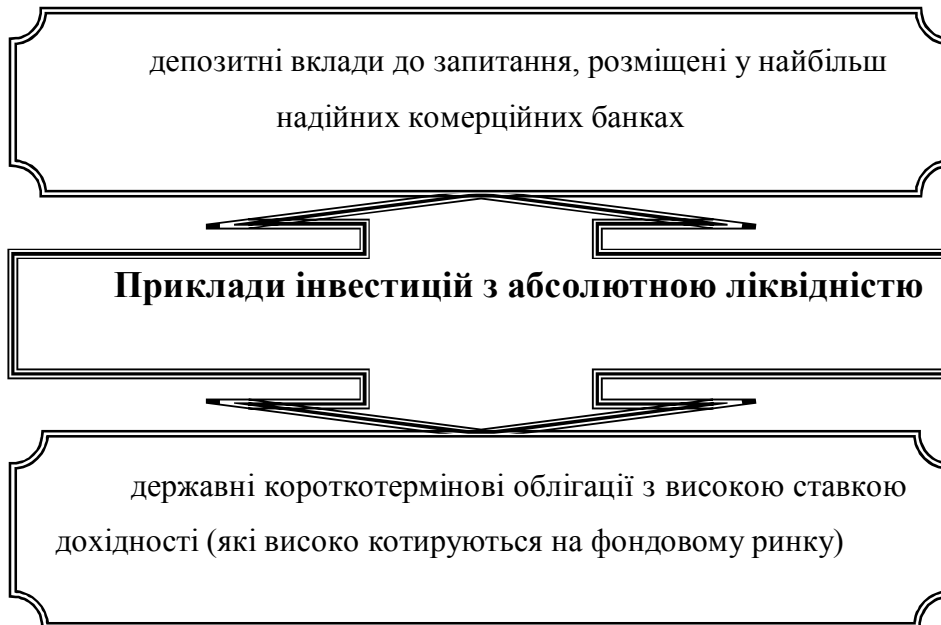 депозитні вклади до запитання, розміщені у найбільш
надійних комерційних банках
Приклади інвестицій з абсолютною ліквідністю
державні короткотермінові облігації з високою ставкою
дохідності (які високо котируються на фондовому ринку)